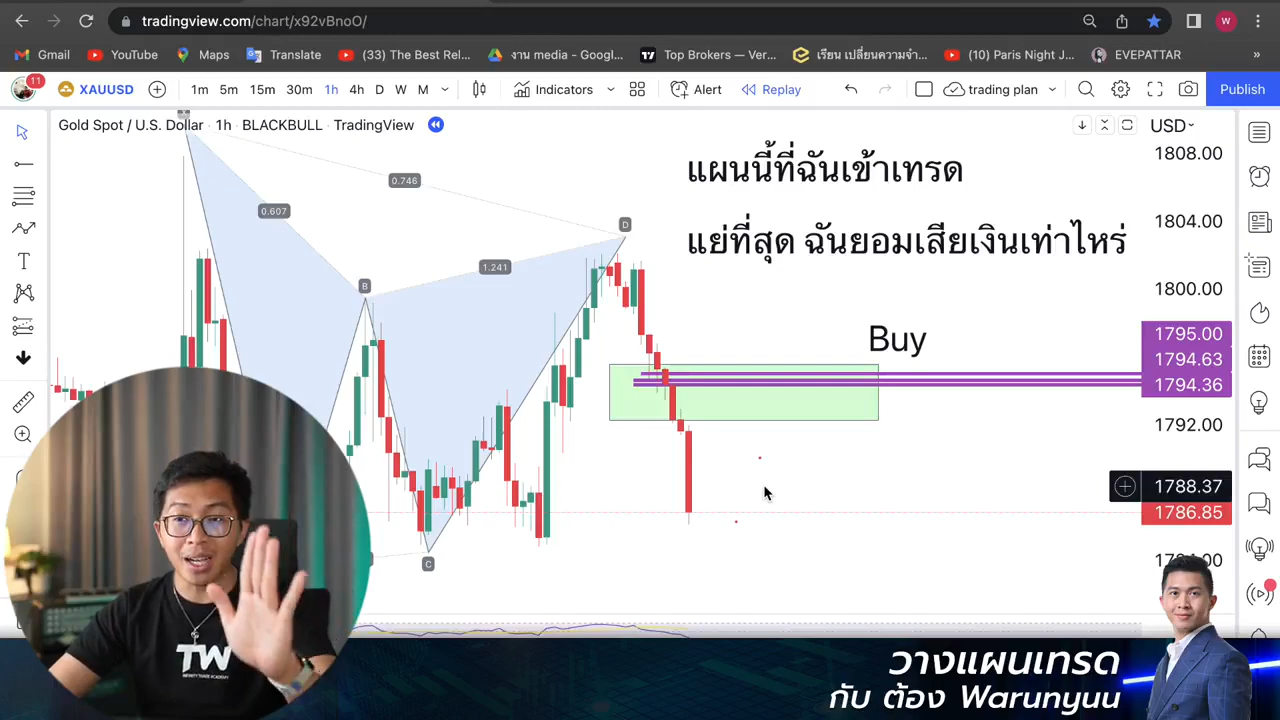 tradingview.com/chart/x92vBnoO/
W
Gmail
YouTube
Maps
Translate
(33) The Best Rel...
งาน media - Googl...
Top Brokers — Ver...
เรียน เปลี่ยนความจำ...
(10) Paris Night J...
EVEPATTAR
»
11
XAUUSD
1m
5m
15m
30m
1h
4h
D
W
M
Indicators
Alert
Replay
trading plan
Publish
Gold Spot / U.S. Dollar · 1h · BLACKBULL · TradingView
USD
แผนนี้ที่ฉันเข้าเทรด
แย่ที่สุด ฉันยอมเสียเงินเท่าไหร่
Buy
0.746
0.607
1.241
B
C
D
1808.00
1804.00
1800.00
1795.00
1794.63
1794.36
1792.00
1788.37
1786.85
TW
INFINITY TRADE ACADEMY
วางแผนเทรด
กับ ต้อง Warunyuu